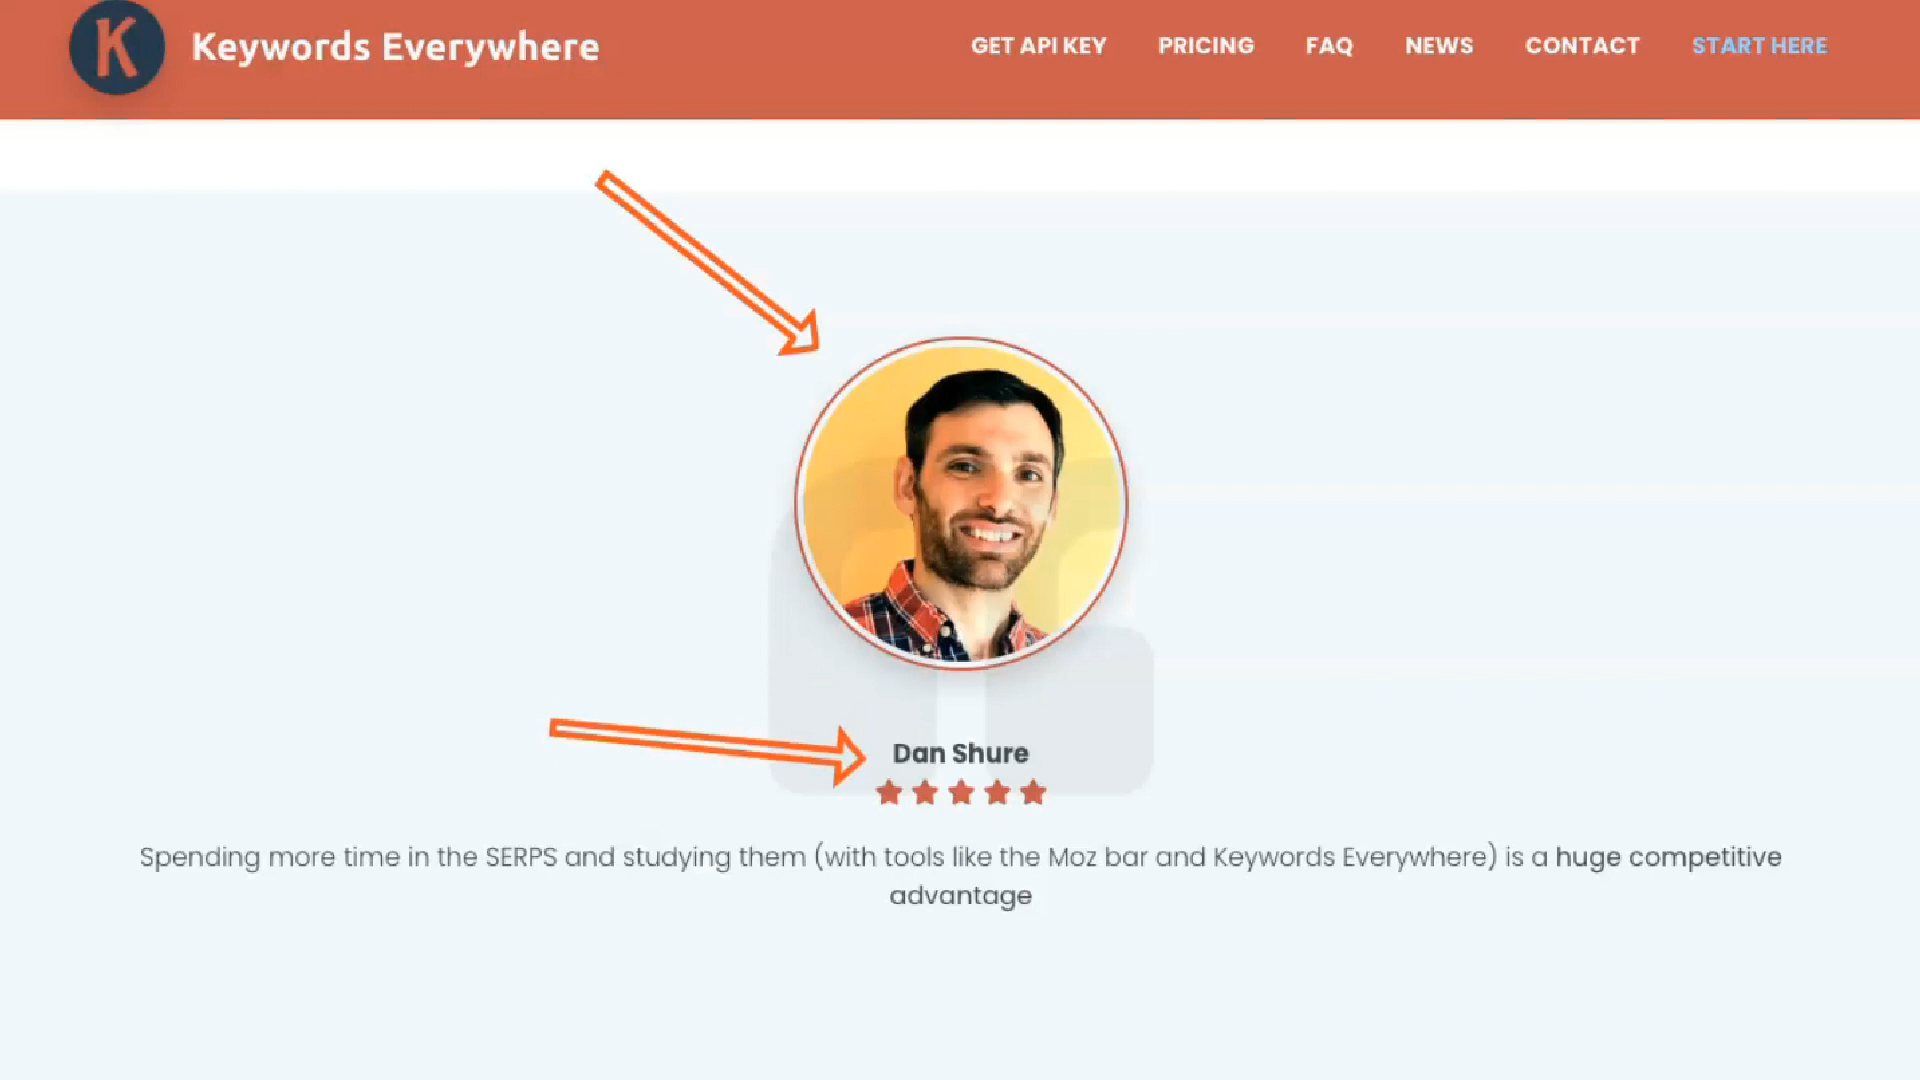 K
Keywords Everywhere
GET API KEY
PRICING
FAQ
NEWS
CONTACT
START HERE
Dan Shure
Spending more time in the SERPS and studying them (with tools like the Moz bar and Keywords Everywhere) is a huge competitive
advantage